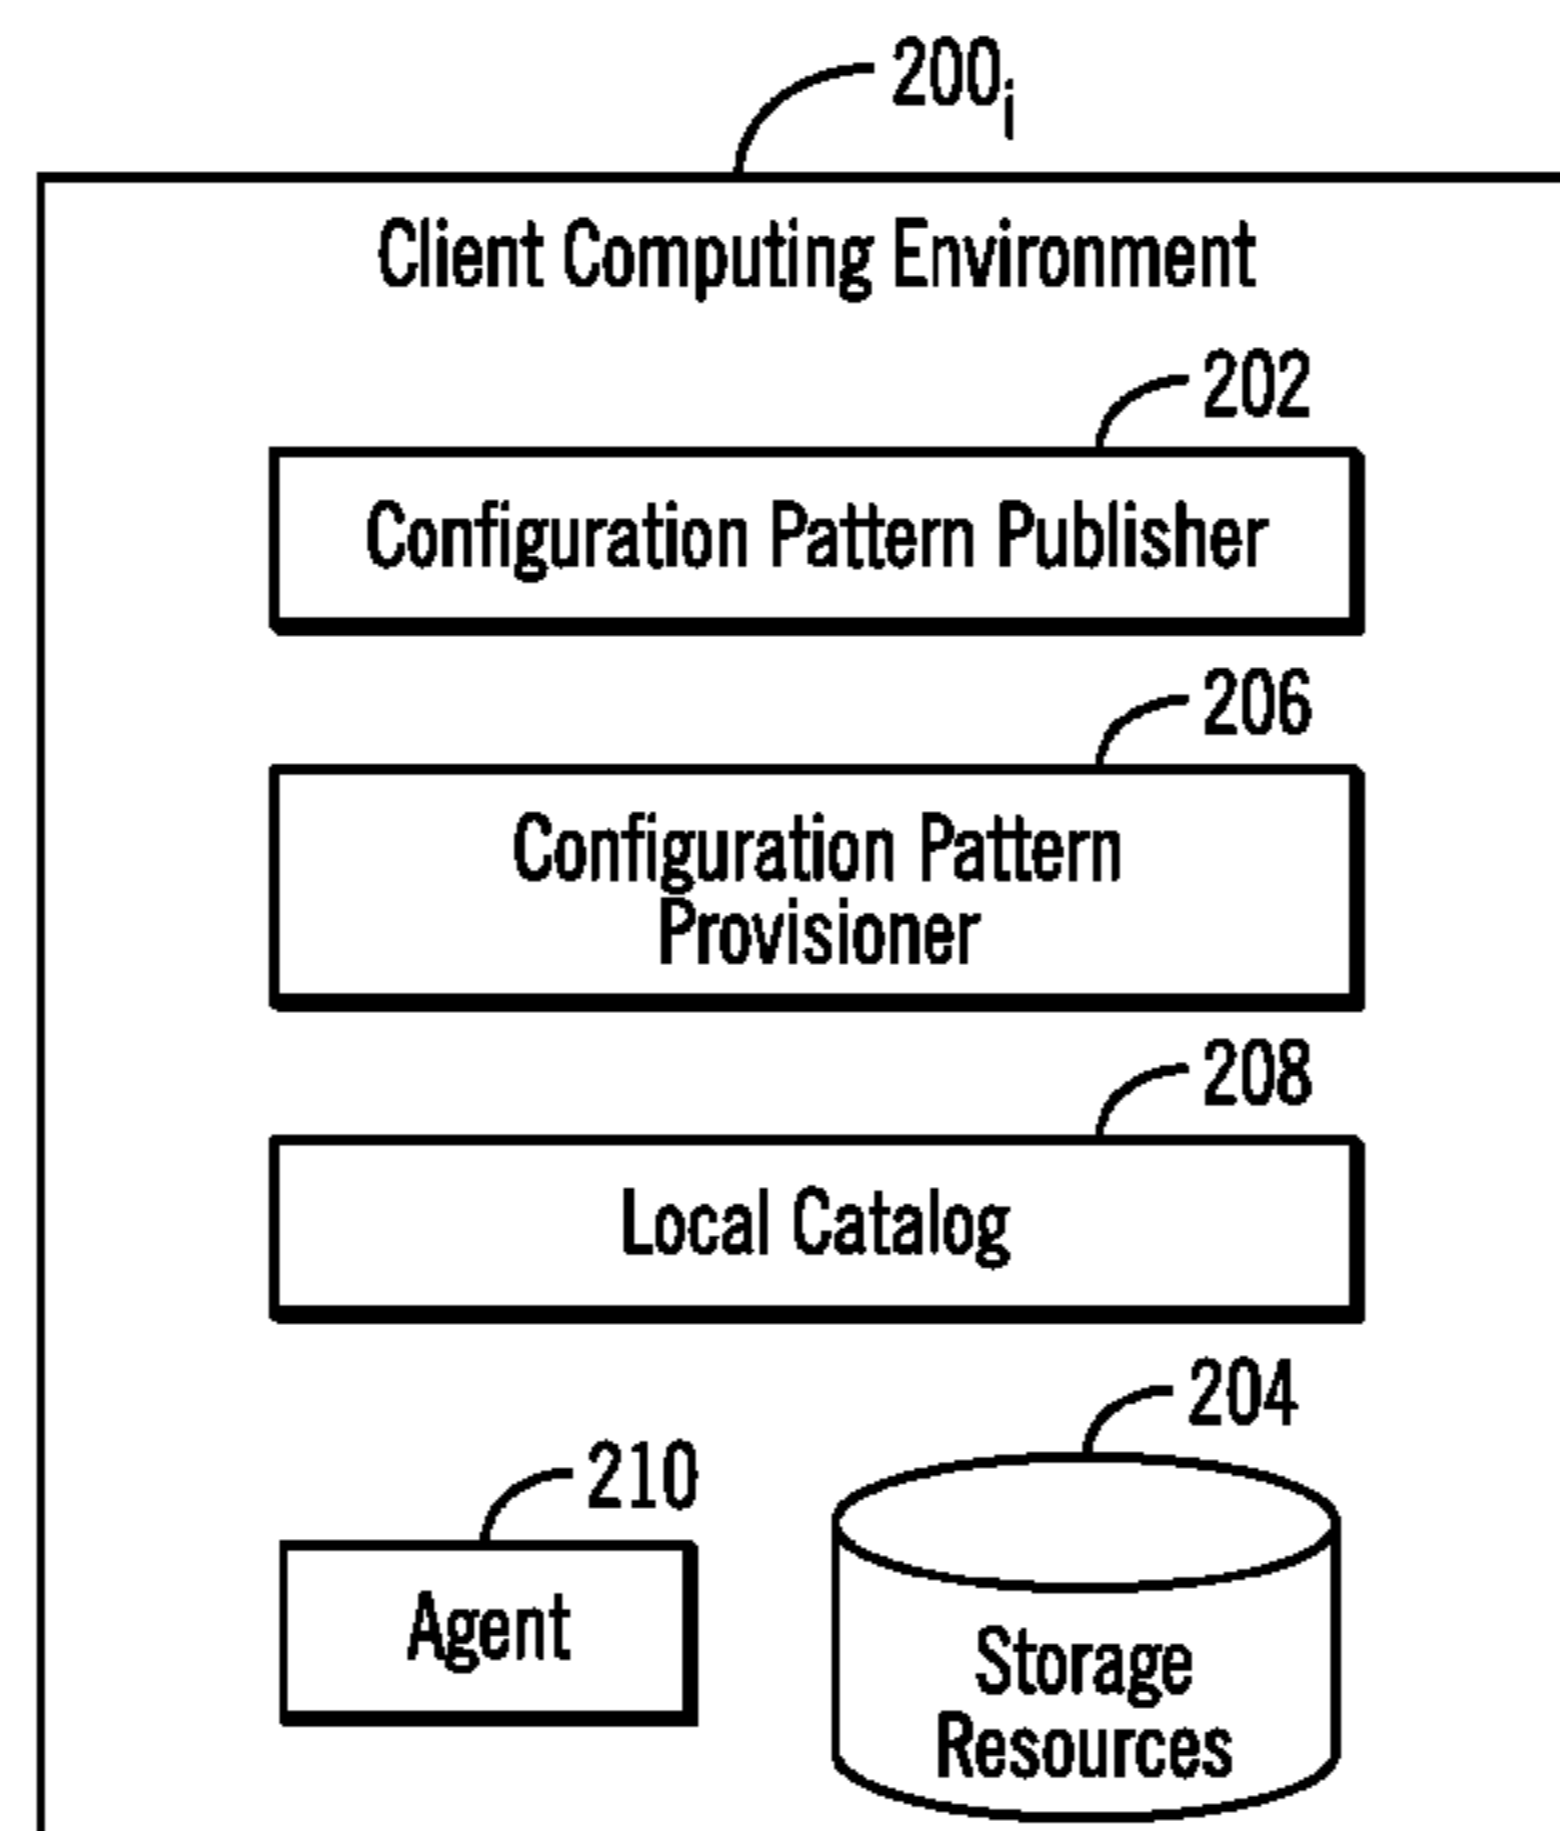 200i
Client Computing Environment
202
Configuration Pattern Publisher
206
Configuration Pattern
Provisioner
208
Local Catalog
204
210
Agent
Storage
Resources